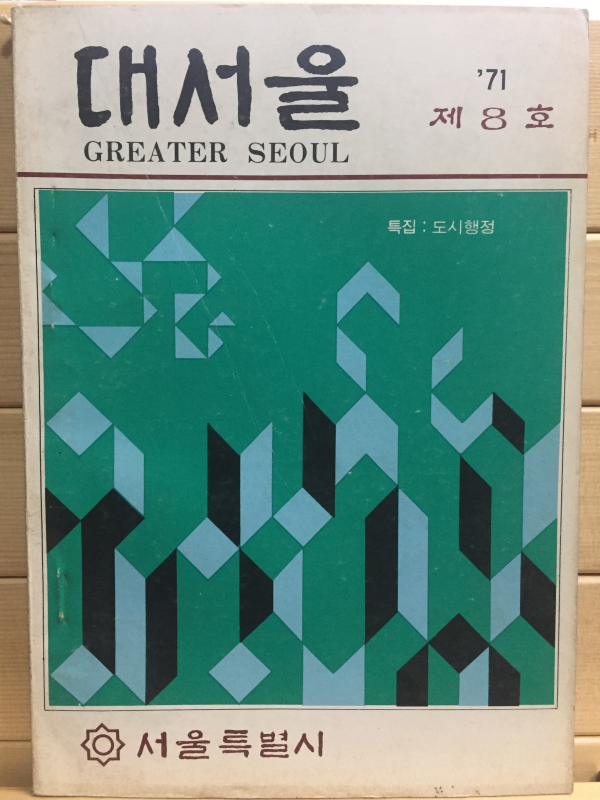 대서울
GREATER SEOUL
'71
제 8 호
특집 : 도시행정
서울특별시